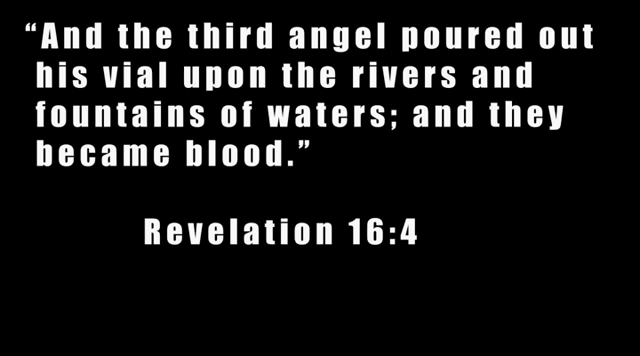 “And the third angel poured out
his vial upon the rivers and
fountains of waters; and they
became blood.”
Revelation 16:4